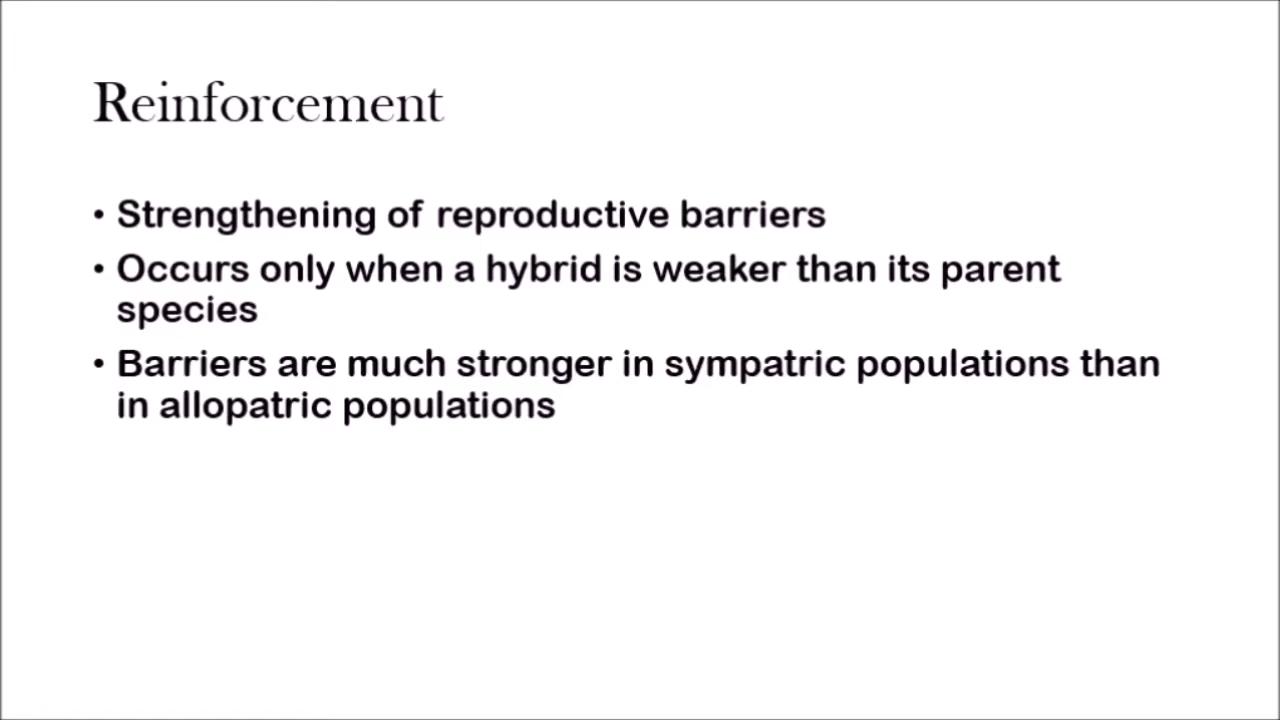 Reinforcement
• Strengthening of reproductive barriers
• Occurs only when a hybrid is weaker than its parent
species
• Barriers are much stronger in sympatric populations than
in allopatric populations